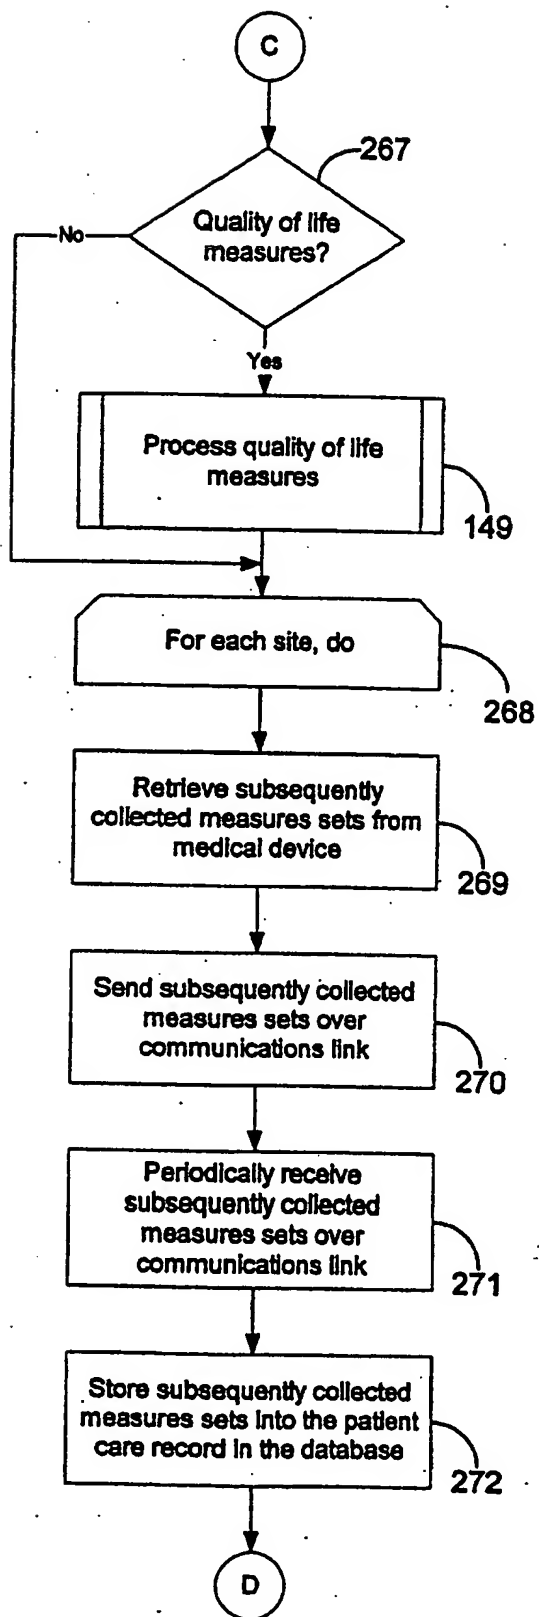 C
267
Quality of life
measures?
No
Yes
Process quality of life
measures
149
For each site, do
268
Retrieve subsequently
collected measures sets from
medical device
269
Send subsequently collected
measures sets over
communications link
270
Periodically receive
subsequently collected
measures sets over
communications link
271
Store subsequently collected
measures sets into the patient
care record in the database
272
D